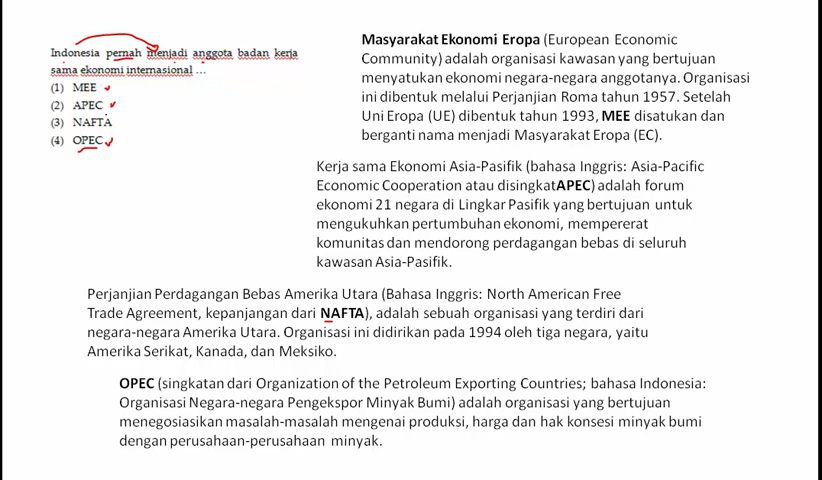 Indonesia pernah menjadi anggota badan kerja
sama ekonomi internasional ...
(1) MEE
(2) APEC
(3) NAFTA
(4) OPEC
Masyarakat Ekonomi Eropa (European Economic
Community) adalah organisasi kawasan yang bertujuan
menyatukan ekonomi negara-negara anggotanya. Organisasi
ini dibentuk melalui Perjanjian Roma tahun 1957. Setelah
Uni Eropa (UE) dibentuk tahun 1993, MEE disatukan dan
berganti nama menjadi Masyarakat Eropa (EC).
Kerja sama Ekonomi Asia-Pasifik (bahasa Inggris: Asia-Pacific
Economic Cooperation atau disingkatAPEC) adalah forum
ekonomi 21 negara di Lingkar Pasifik yang bertujuan untuk
mengukuhkan pertumbuhan ekonomi, mempererat
komunitas dan mendorong perdagangan bebas di seluruh
kawasan Asia-Pasifik.
Perjanjian Perdagangan Bebas Amerika Utara (Bahasa Inggris: North American Free
Trade Agreement, kepanjangan dari NAFTA), adalah sebuah organisasi yang terdiri dari
negara-negara Amerika Utara. Organisasi ini didirikan pada 1994 oleh tiga negara, yaitu
Amerika Serikat, Kanada, dan Meksiko.
OPEC (singkatan dari Organization of the Petroleum Exporting Countries; bahasa Indonesia:
Organisasi Negara-negara Pengekspor Minyak Bumi) adalah organisasi yang bertujuan
menegosiasikan masalah-masalah mengenai produksi, harga dan hak konsesi minyak bumi
dengan perusahaan-perusahaan minyak.